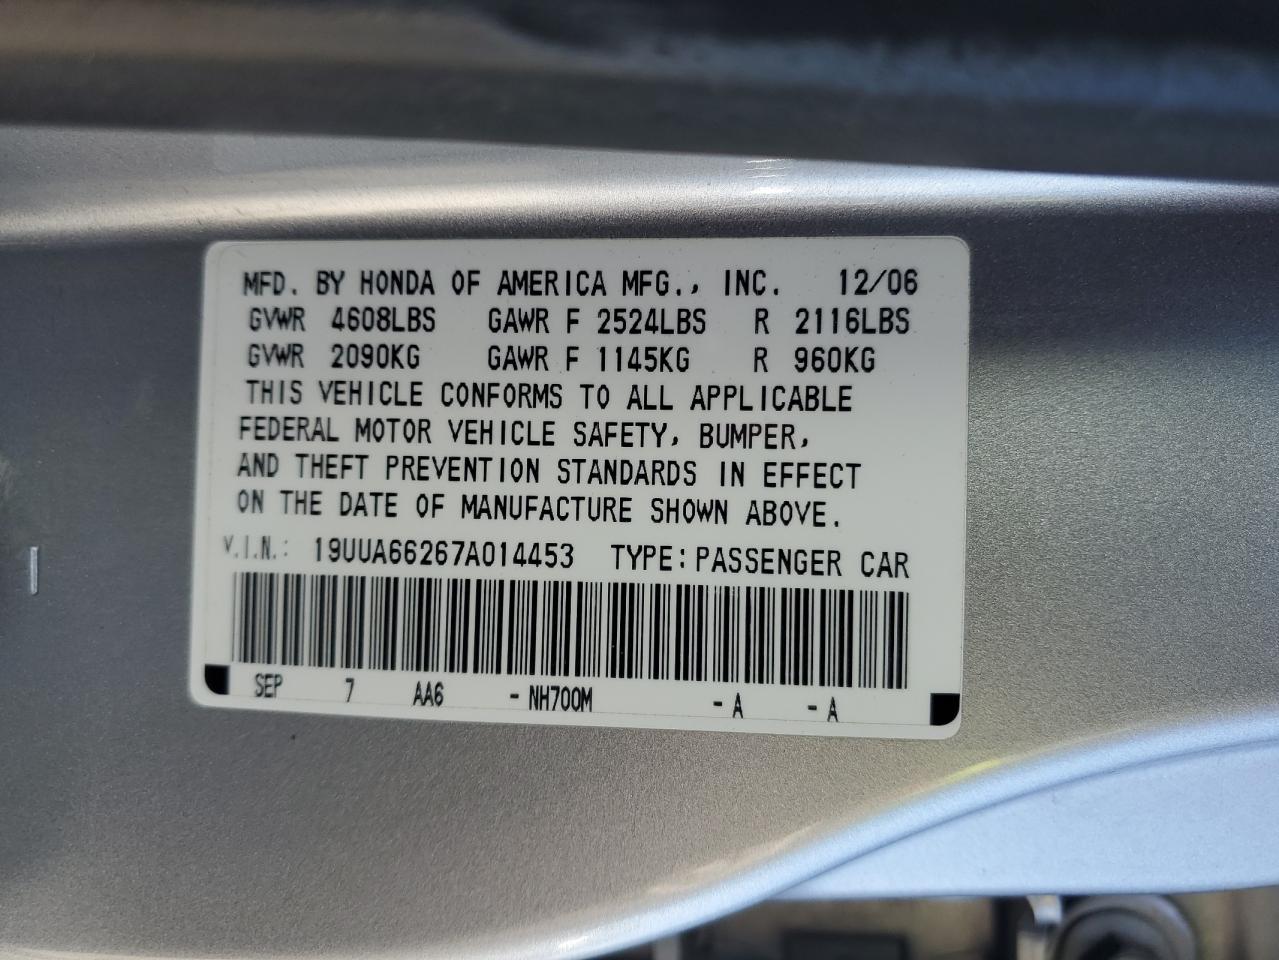 MFD. BY HONDA OF AMERICA MFG., INC. 12/06
GVWR 4608LBS GAWR F 2524LBS R 2116LBS
GVWR 2090KG GAWR F 1145KG R 960KG
THIS VEHICLE CONFORMS TO ALL APPLICABLE
FEDERAL MOTOR VEHICLE SAFETY, BUMPER,
AND THEFT PREVENTION STANDARDS IN EFFECT
ON THE DATE OF MANUFACTURE SHOWN ABOVE.
V.I.N.: 19UUA66267A014453 TYPE: PASSENGER CAR
SEP 7 AA6 - NH700M - A - A